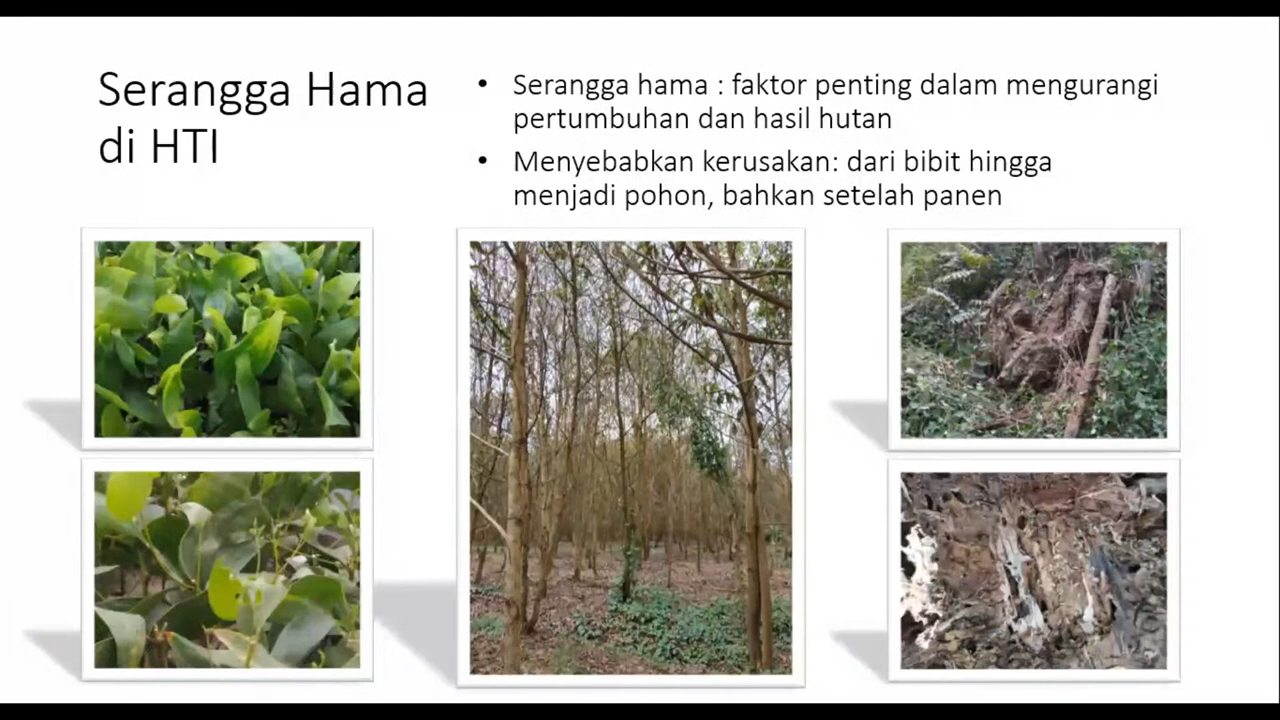 Serangga Hama
di HTI
• Serangga hama : faktor penting dalam mengurangi
pertumbuhan dan hasil hutan
• Menyebabkan kerusakan: dari bibit hingga
menjadi pohon, bahkan setelah panen